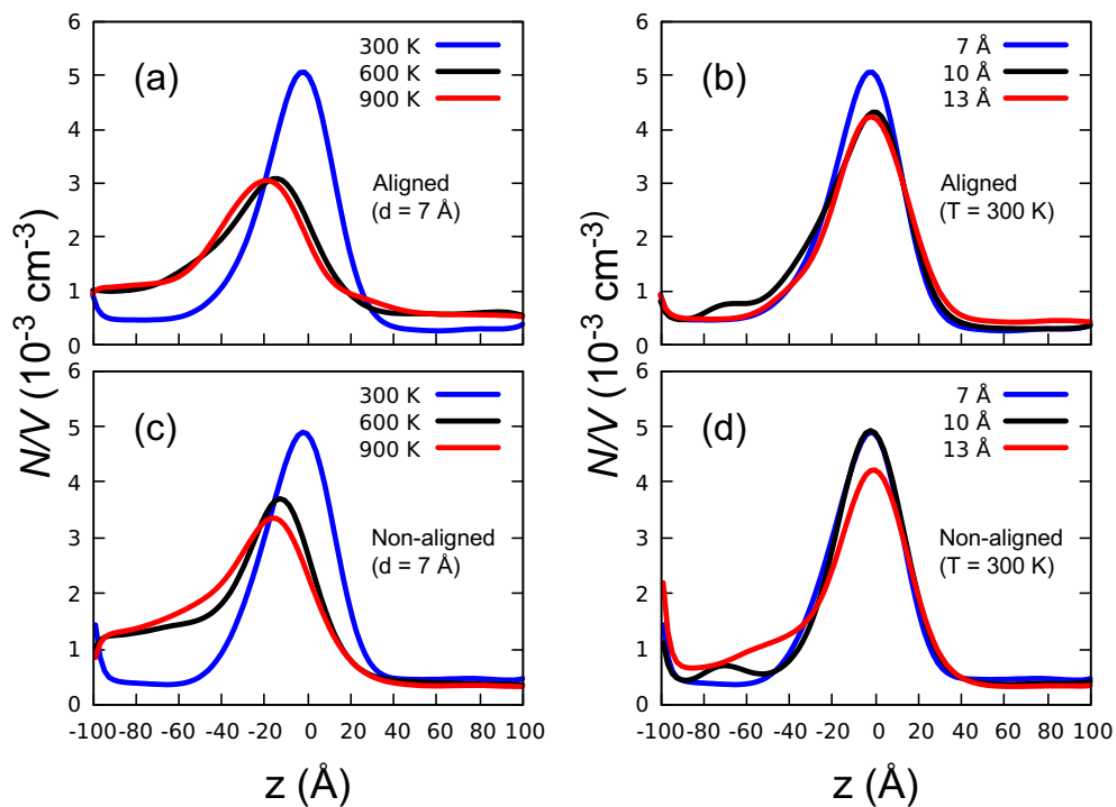 6
5
4
3
2
1
0
(a)
300 K
600 K
900 K
Aligned
(d = 7 Å)
N/V (10⁻³ cm⁻³)
6
5
4
3
2
1
0
(b)
7 Å
10 Å
13 Å
Aligned
(T = 300 K)
N/V (10⁻³ cm⁻³)
6
5
4
3
2
1
0
(c)
300 K
600 K
900 K
Non-aligned
(d = 7 Å)
-100 -80 -60 -40 -20 0 20 40 60 80 100
z (Å)
6
5
4
3
2
1
0
(d)
7 Å
10 Å
13 Å
Non-aligned
(T = 300 K)
-100 -80 -60 -40 -20 0 20 40 60 80 100
z (Å)